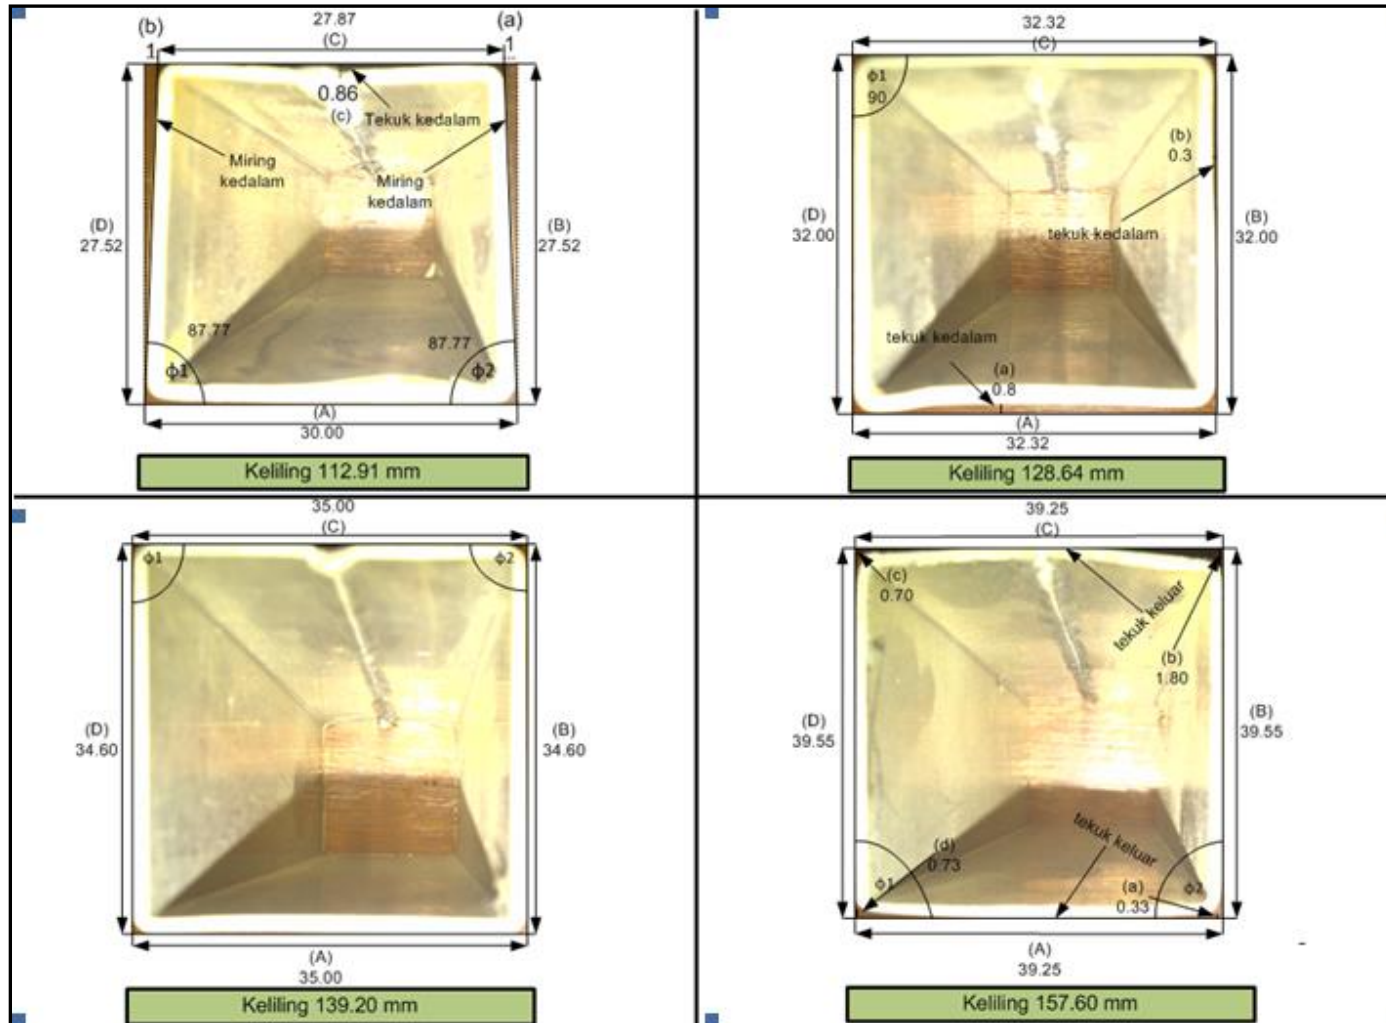 27.87
(C)
(b)
1
(a)
1
..
0.86
(c)
Tekuk kedalam
Miring
kedalam
Miring
kedalam
(D)
27.52
(B)
27.52
87.77
ϕ1
87.77
ϕ2
(A)
30.00
Keliling 112.91 mm
32.32
(C)
ϕ1
90
(b)
0.3
tekuk kedalam
(D)
32.00
(B)
32.00
tekuk kedalam
(a)
0.8
(A)
32.32
Keliling 128.64 mm
35.00
(C)
ϕ1
ϕ2
(D)
34.60
(B)
34.60
(A)
35.00
Keliling 139.20 mm
39.25
(C)
(c)
0.70
tekuk keluar
(b)
1.80
(D)
39.55
(B)
39.55
tekuk keluar
(d)
0.73
ϕ1
(a)
0.33
ϕ2
(A)
39.25
Keliling 157.60 mm